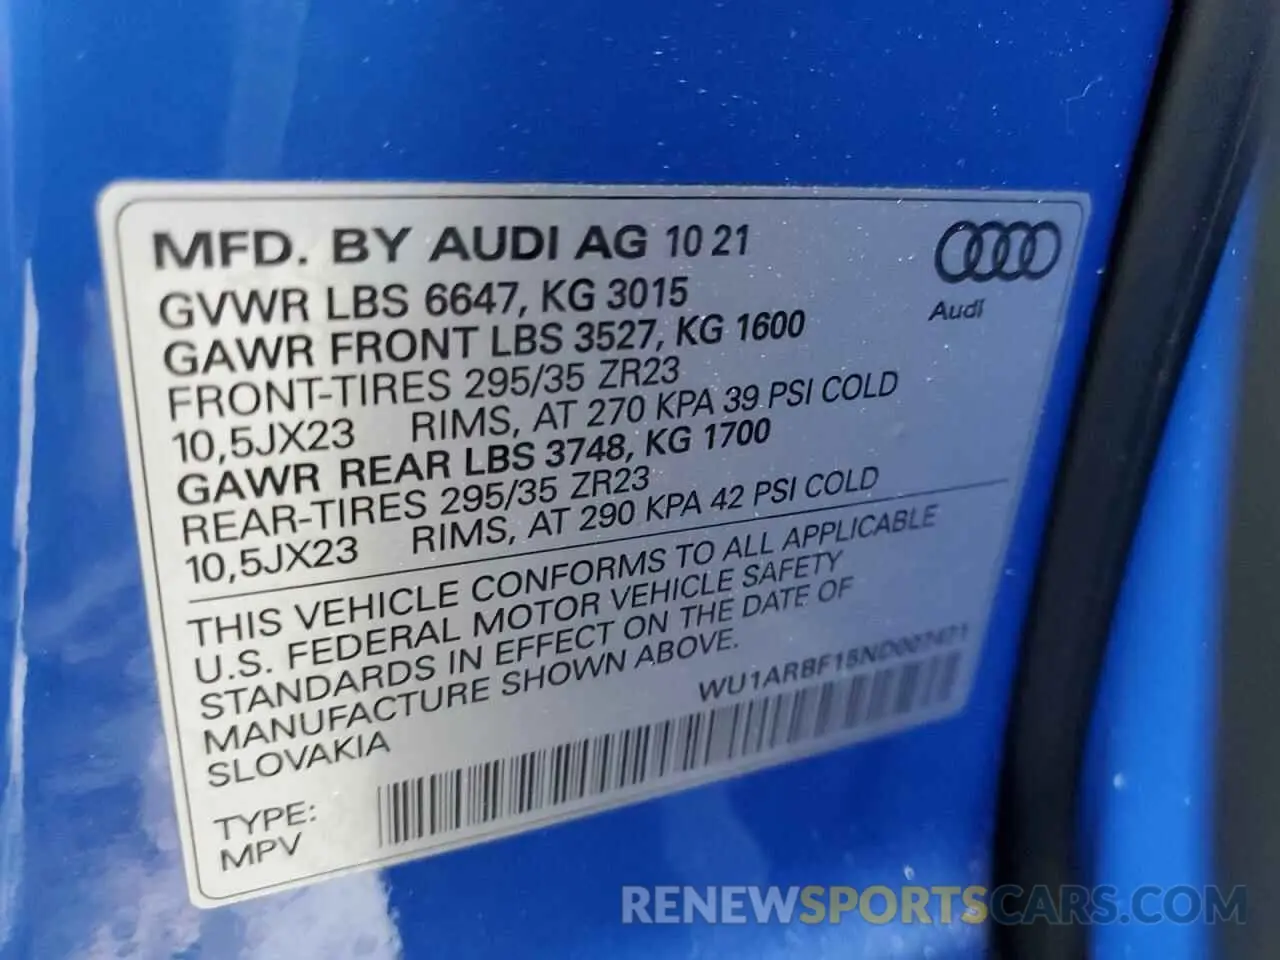 MFD. BY AUDI AG 10 21
GVWR LBS 6647, KG 3015
GAWR FRONT LBS 3527, KG 1600
FRONT-TIRES 295/35 ZR23
10,5JX23 RIMS, AT 270 KPA 39 PSI COLD
GAWR REAR LBS 3748, KG 1700
REAR-TIRES 295/35 ZR23
10,5JX23 RIMS, AT 290 KPA 42 PSI COLD
THIS VEHICLE CONFORMS TO ALL APPLICABLE
U.S. FEDERAL MOTOR VEHICLE SAFETY
STANDARDS IN EFFECT ON THE DATE OF
MANUFACTURE SHOWN ABOVE.
SLOVAKIA
TYPE:
MPV
Audi
RENEWSPORTSCARS.COM